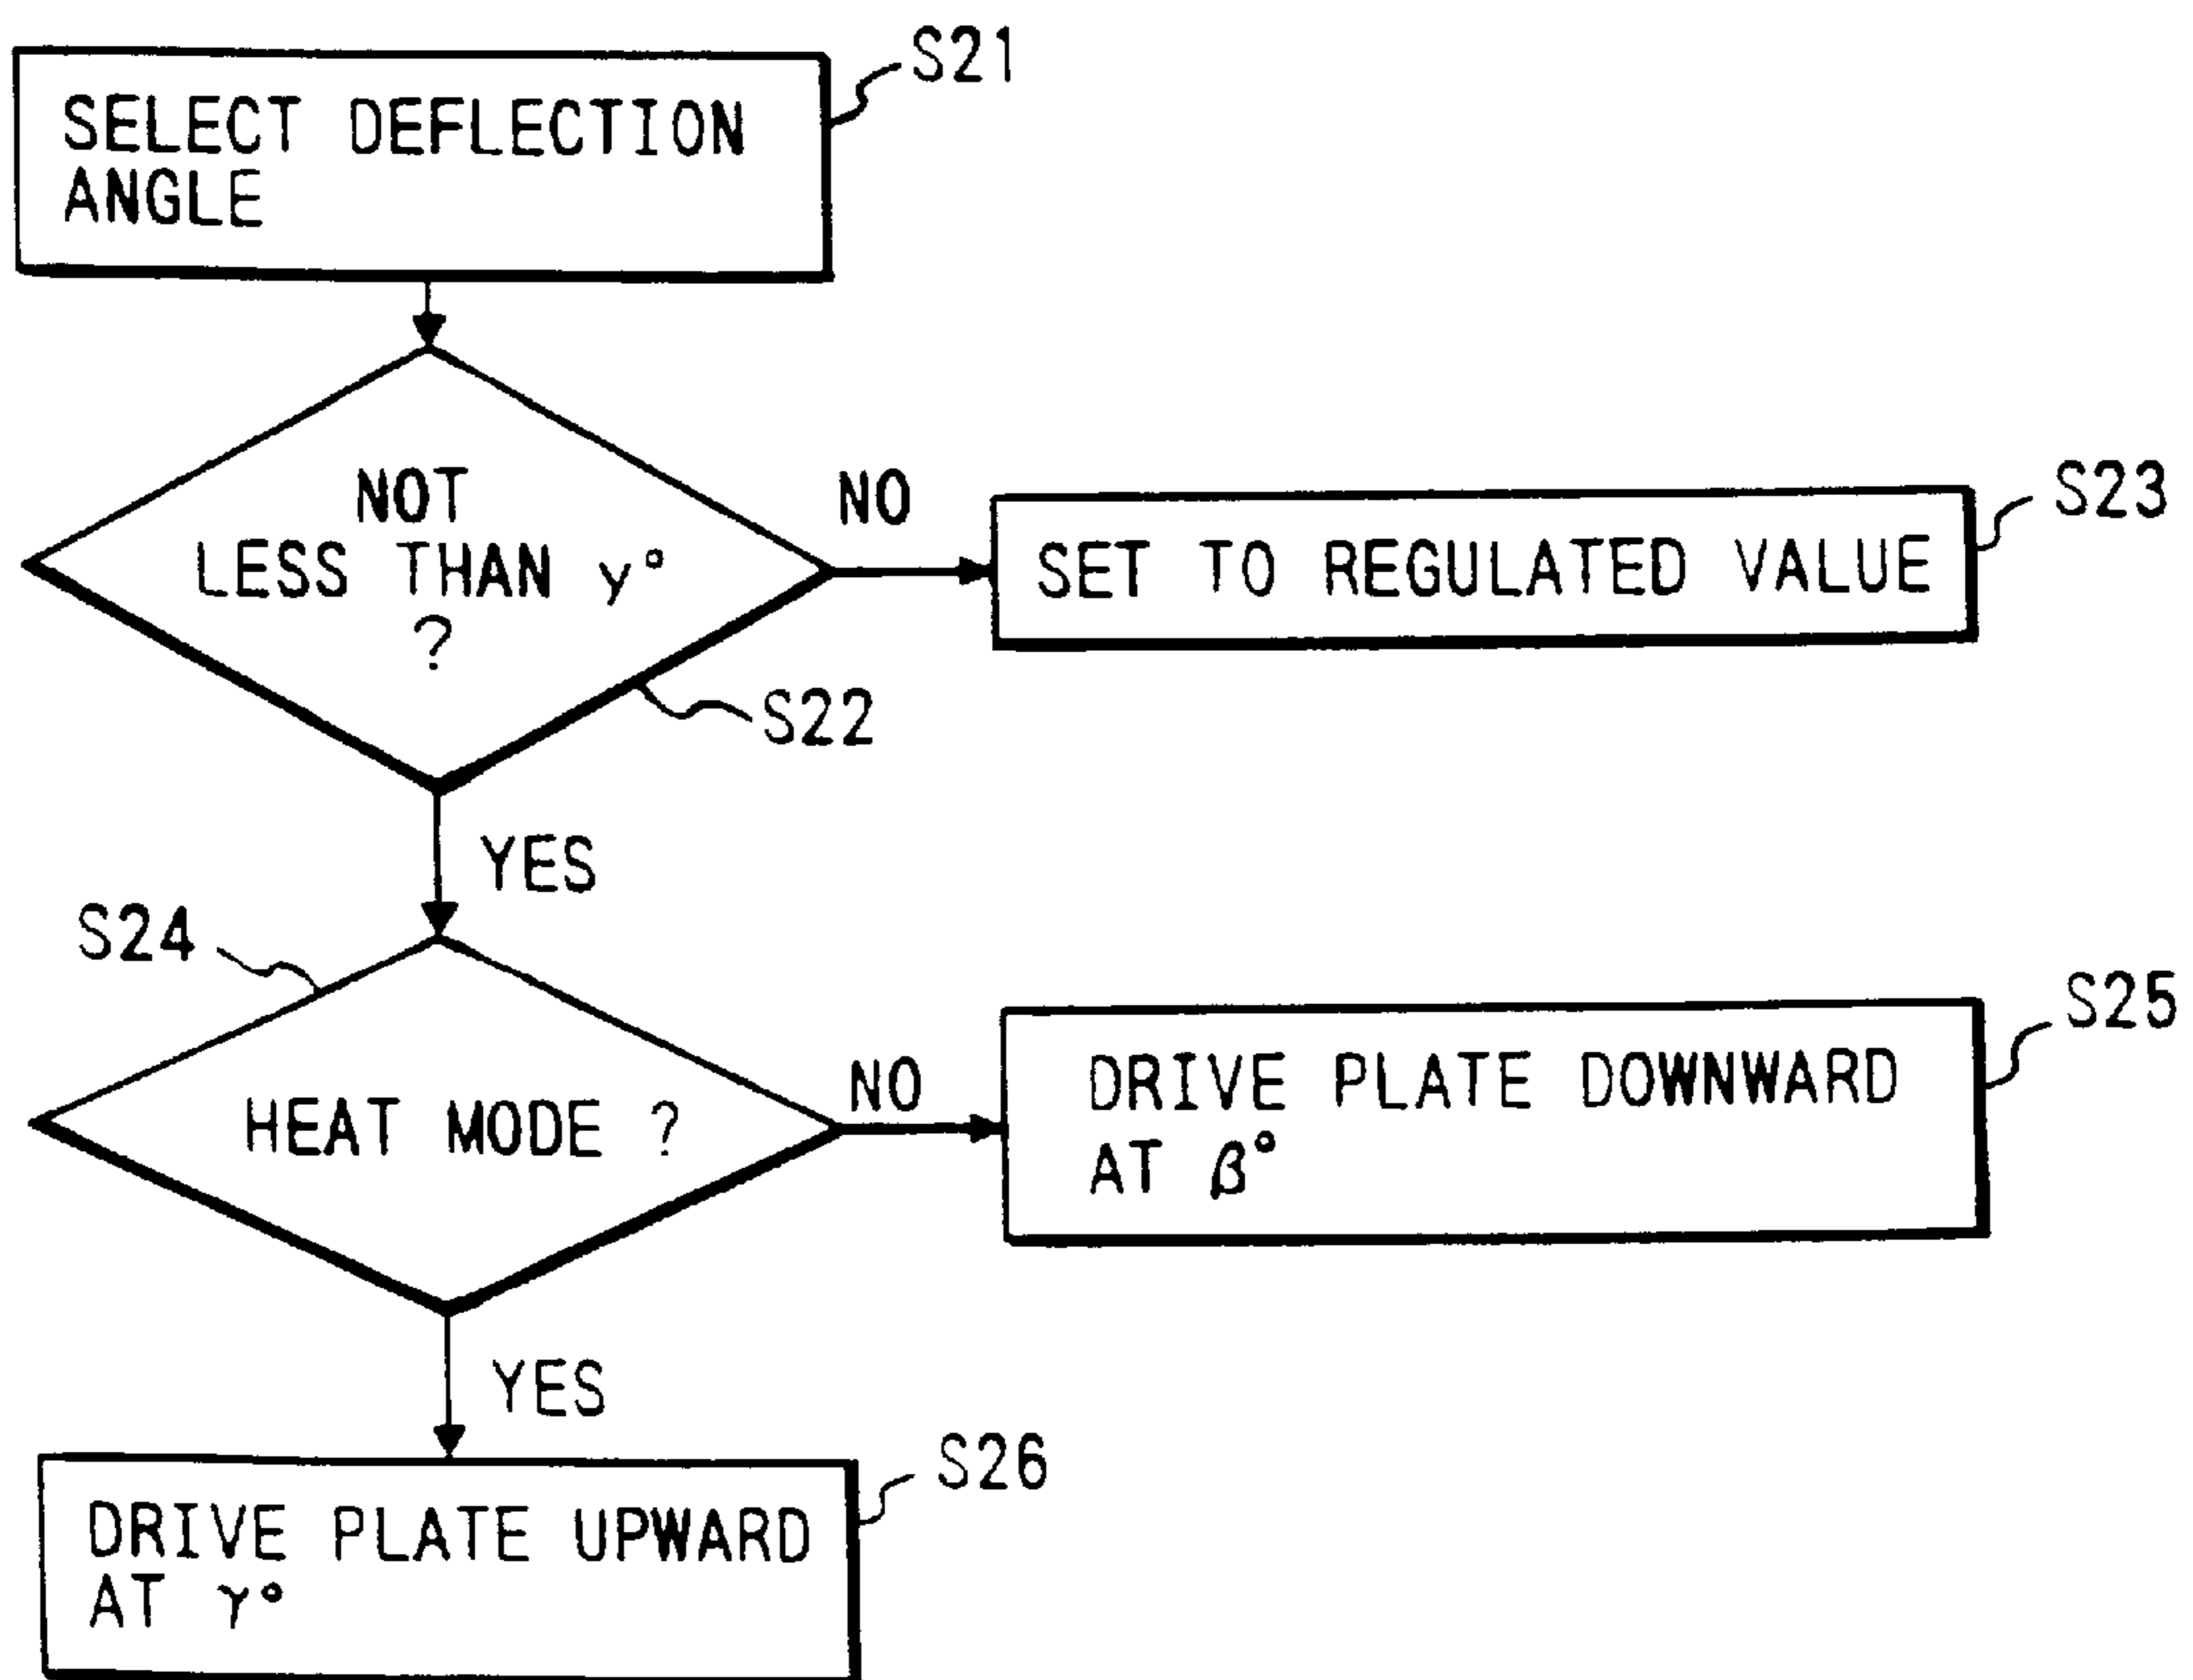 S21
SELECT DEFLECTION
ANGLE
NOT
LESS THAN y°
?
NO
S23
SET TO REGULATED VALUE
S22
YES
S24
HEAT MODE ?
NO
S25
DRIVE PLATE DOWNWARD
AT β°
YES
S26
DRIVE PLATE UPWARD
AT γ°